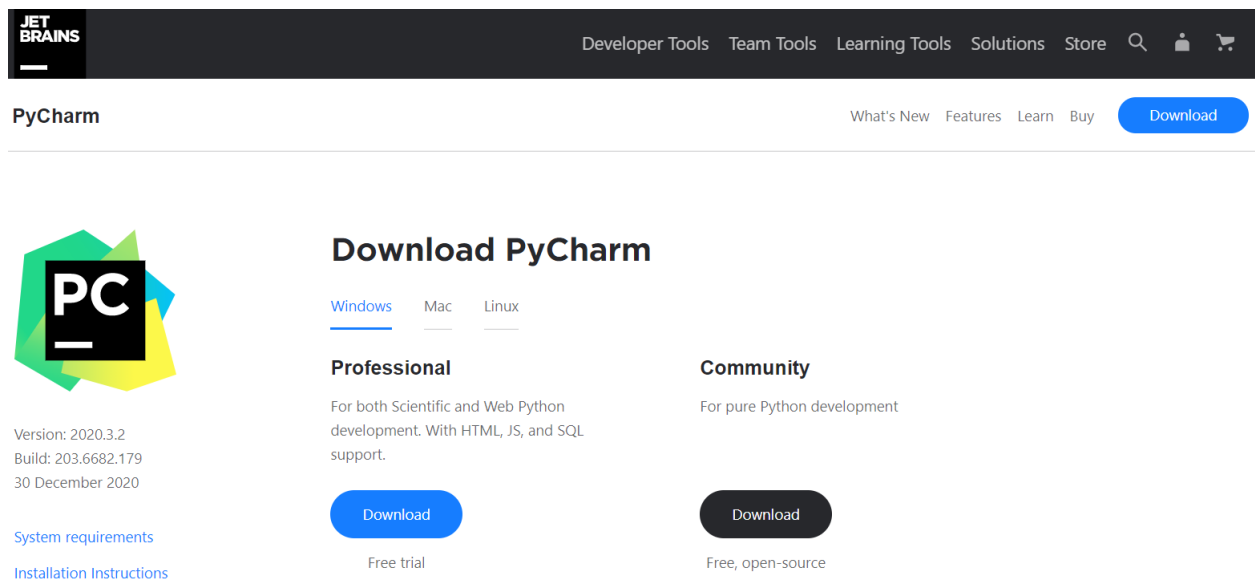 JET
BRAINS
Developer Tools Team Tools Learning Tools Solutions Store
PyCharm
What's New Features Learn Buy Download
PC
Download PyCharm
Windows Mac Linux
Professional
For both Scientific and Web Python
development. With HTML, JS, and SQL
support.
Download
Free trial
Community
For pure Python development
Download
Free, open-source
Version: 2020.3.2
Build: 203.6682.179
30 December 2020
System requirements
Installation Instructions